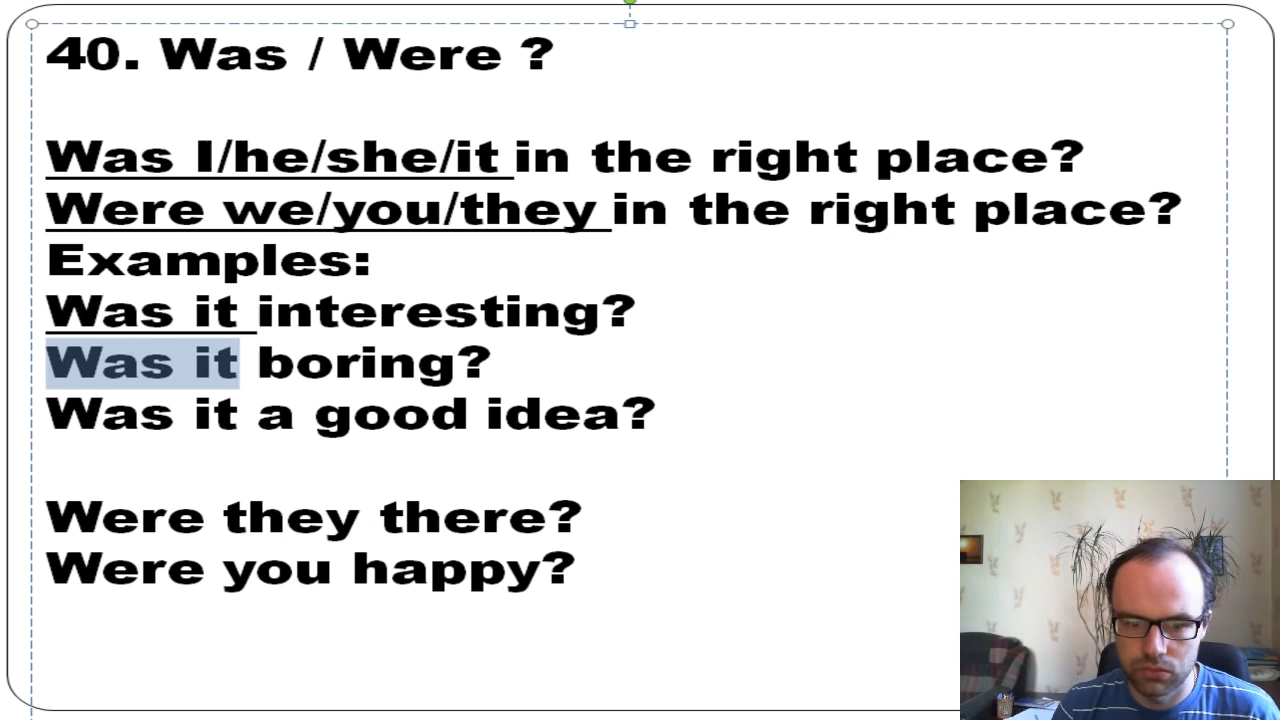 40. Was / Were ?
Was I/he/she/it in the right place?
Were we/you/they in the right place?
Examples:
Was it interesting?
Was it boring?
Was it a good idea?
Were they there?
Were you happy?